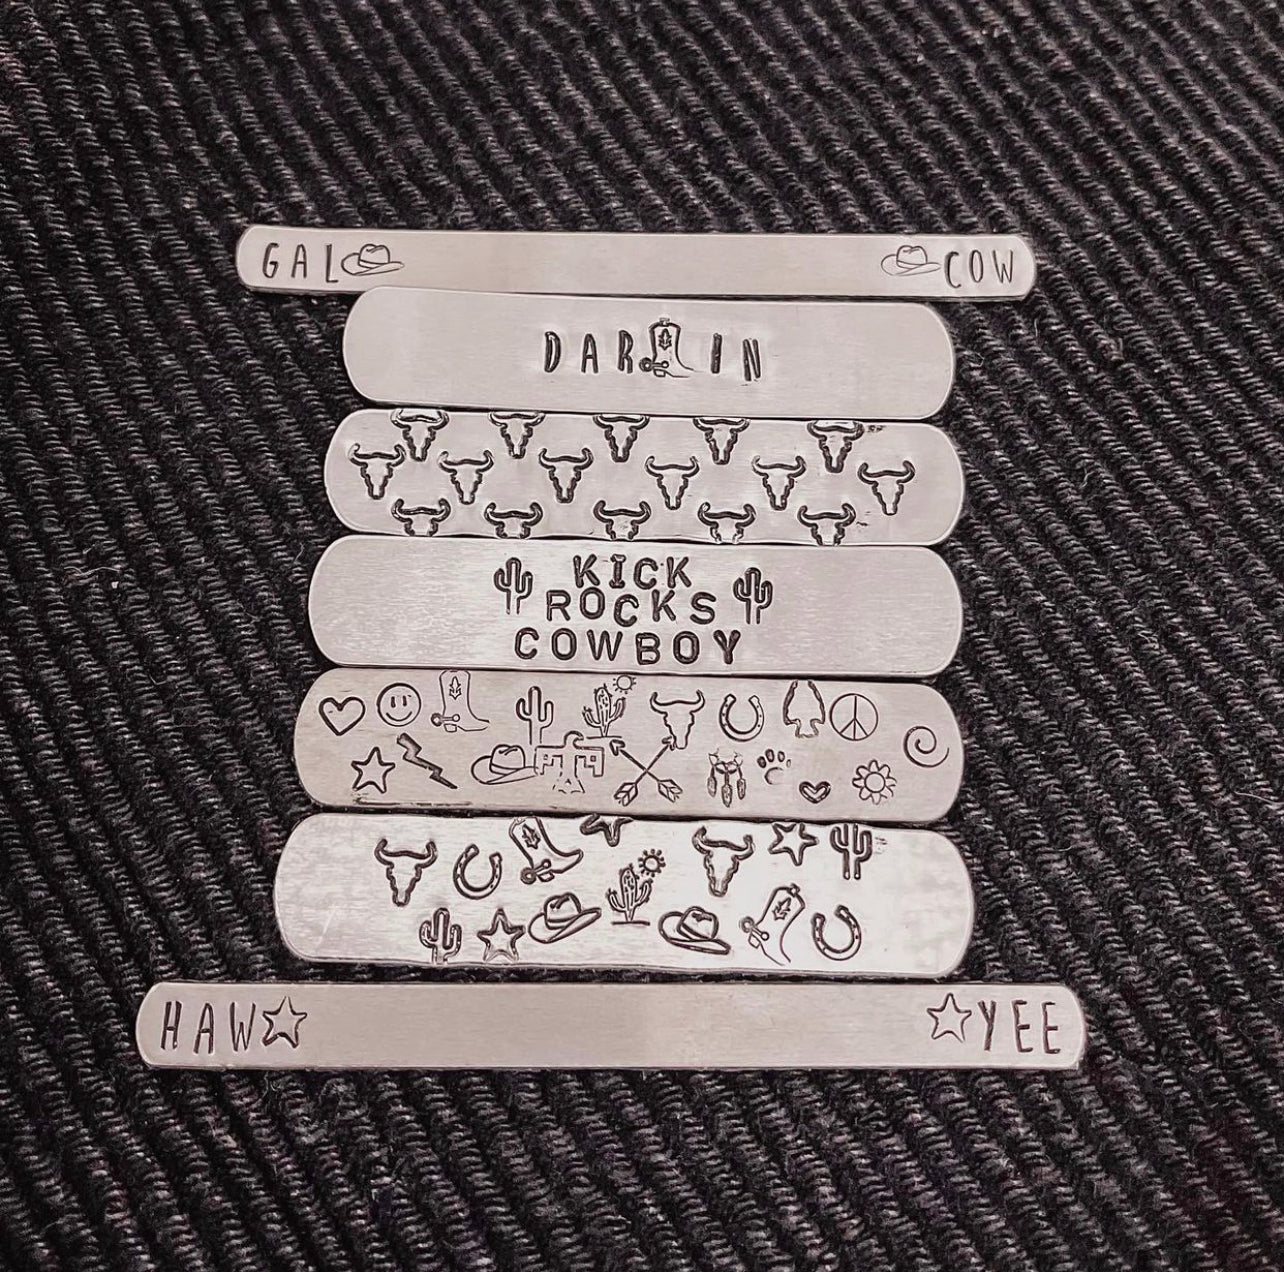 GAL COW
DAR IN
KICK
ROCKS
COWBOY
HAW YEE